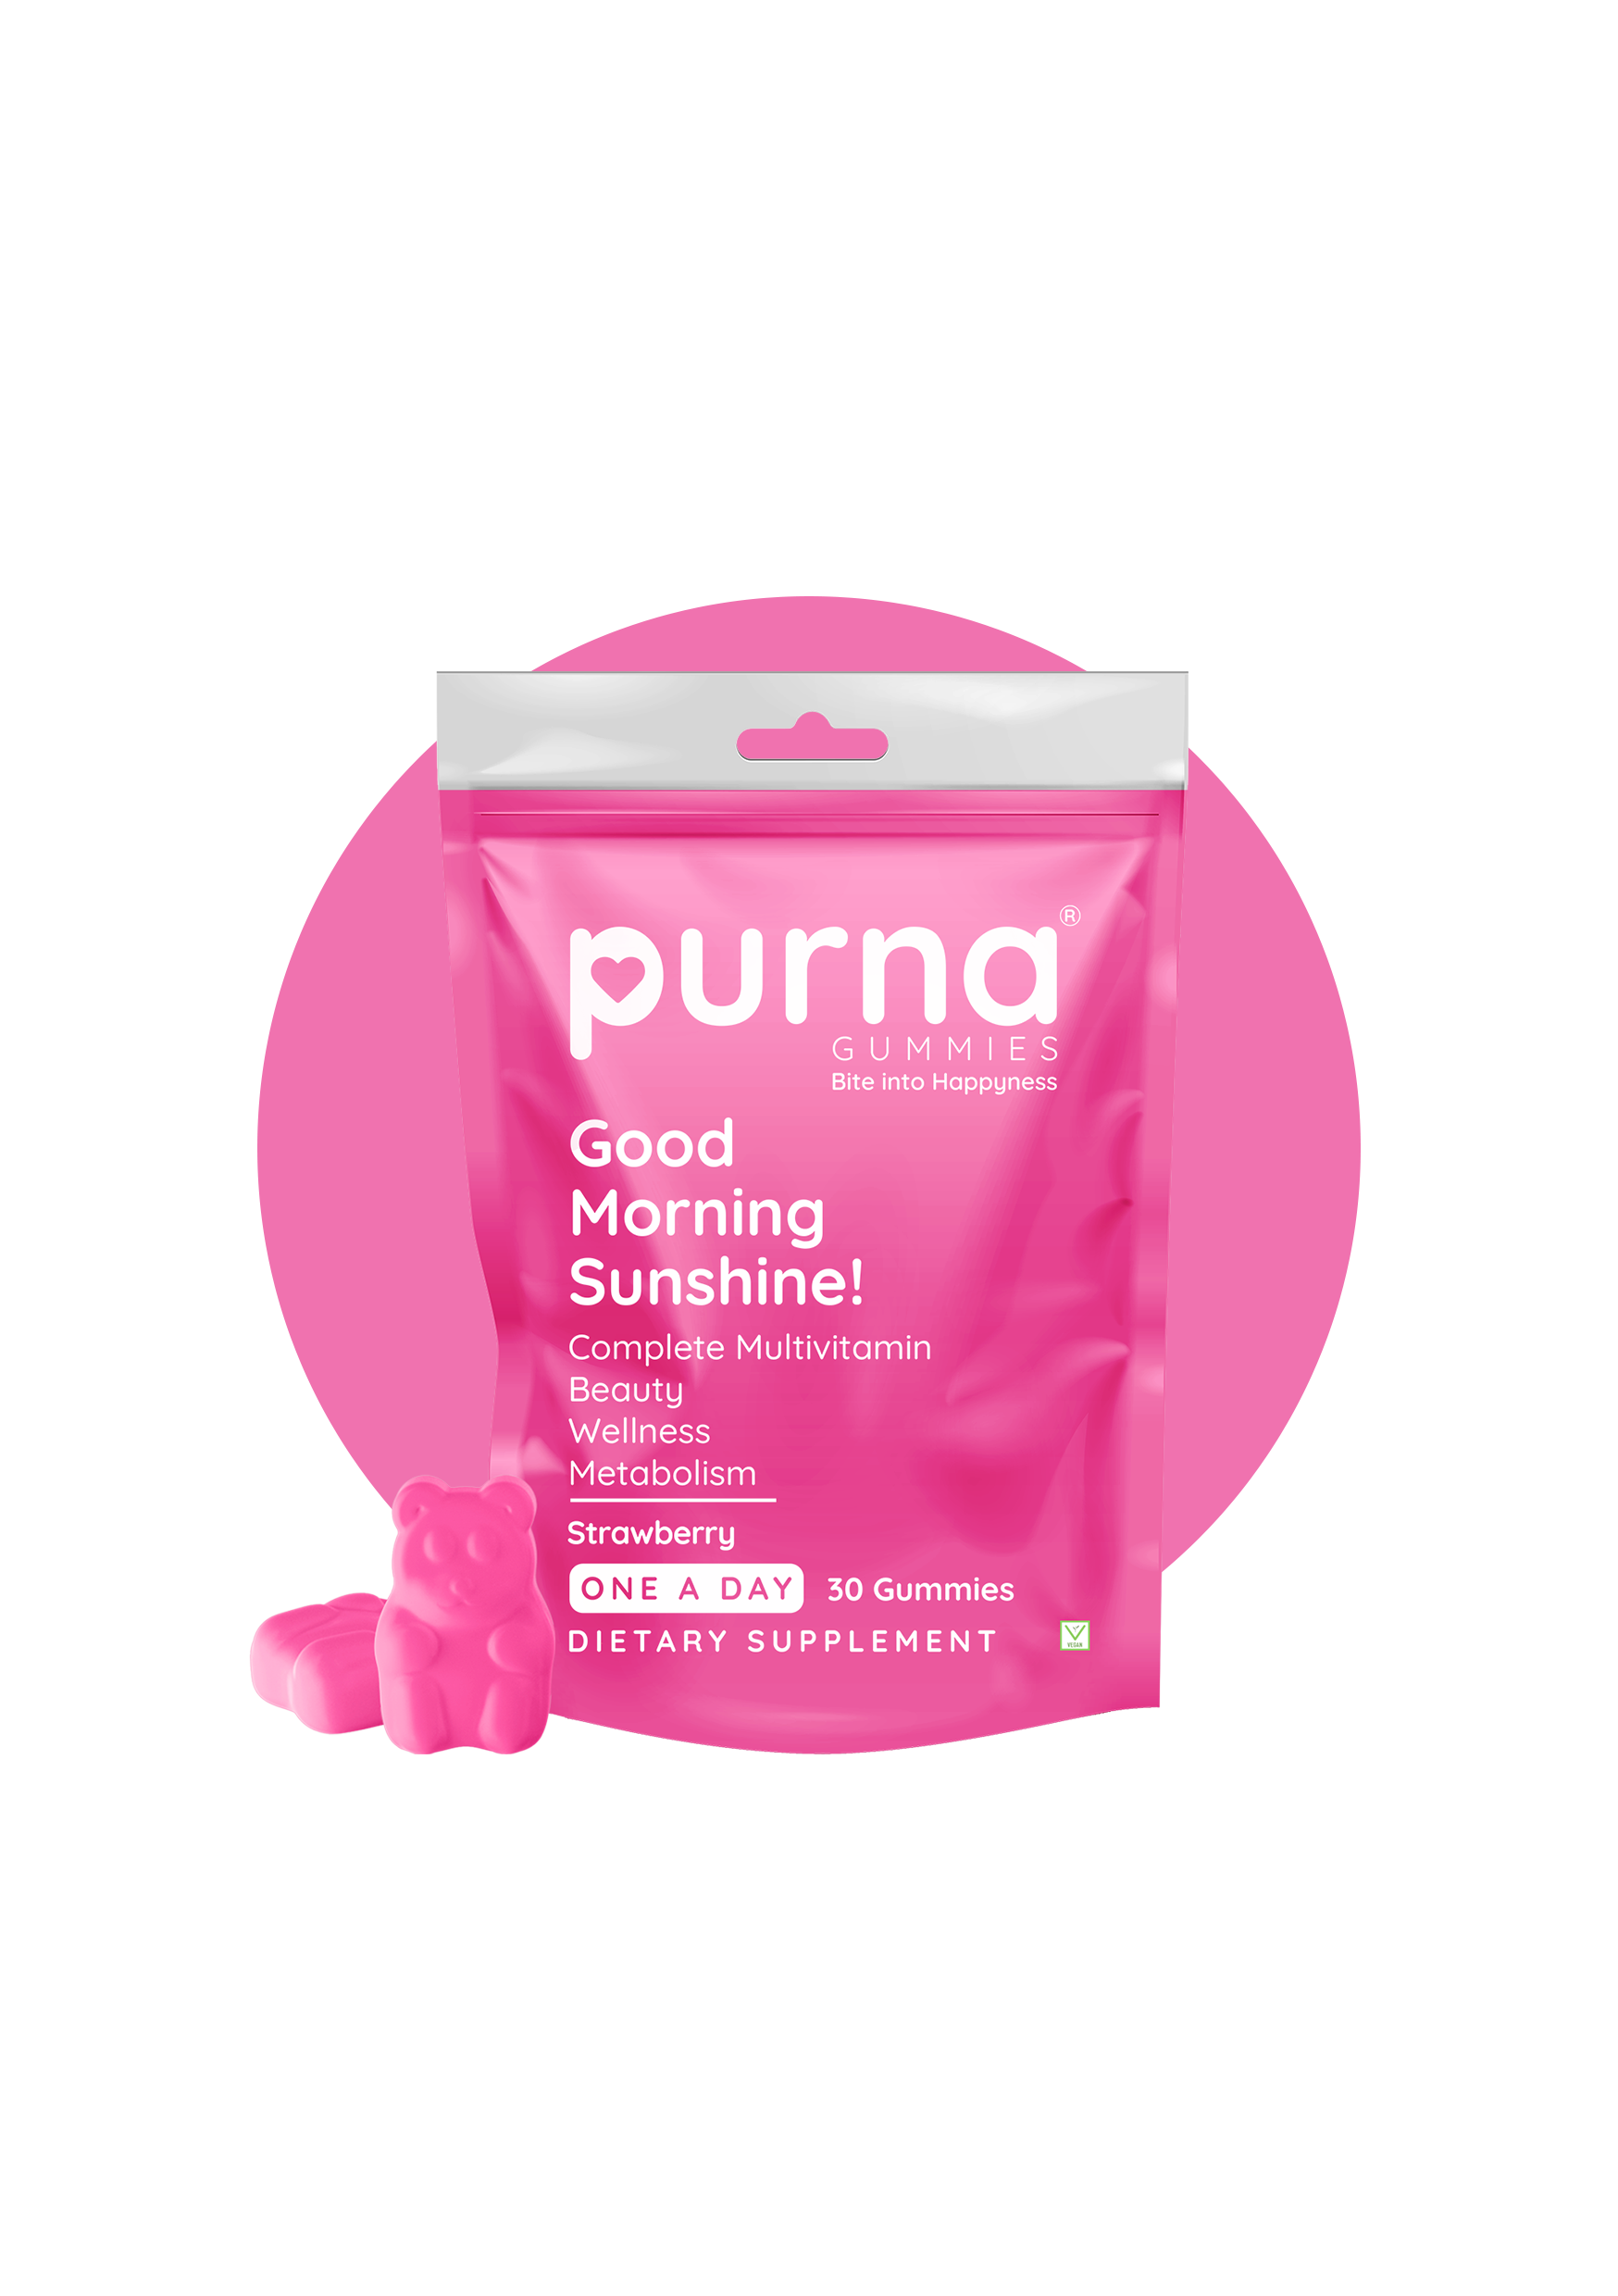 purna®
GUMMIES
Bite into Happyness
Good
Morning
Sunshine!
Complete Multivitamin
Beauty
Wellness
Metabolism
Strawberry
ONE A DAY 30 Gummies
DIETARY SUPPLEMENT
VEGAN